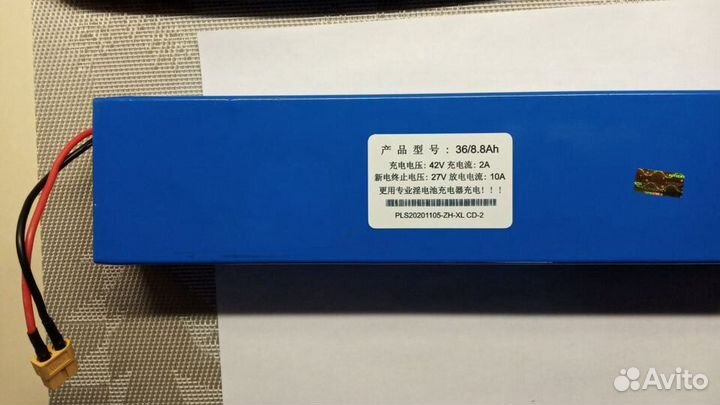 产品型号: 36/8.8Ah
充电电压: 42V 充电流: 2A
新电终止电压: 27V 放电电流: 10A
更用专业淫电池充电器充电!!!
PLS20201105-ZH-XL CD-2
Avito